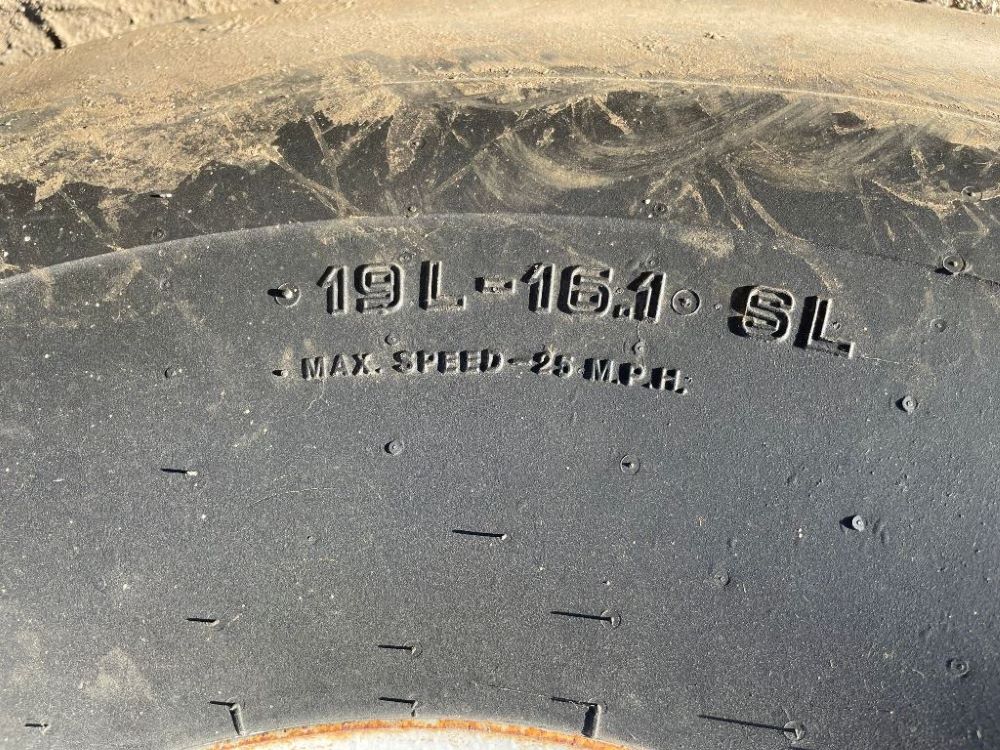 19L-16.1 SL
MAX. SPEED-25 M.P.H.